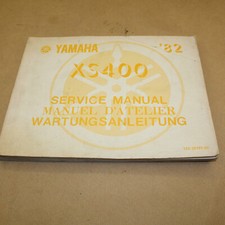 YAMAHA '82
XS400
SERVICE MANUAL
MANUEL D'ATELIER
WARTUNGSANLEITUNG